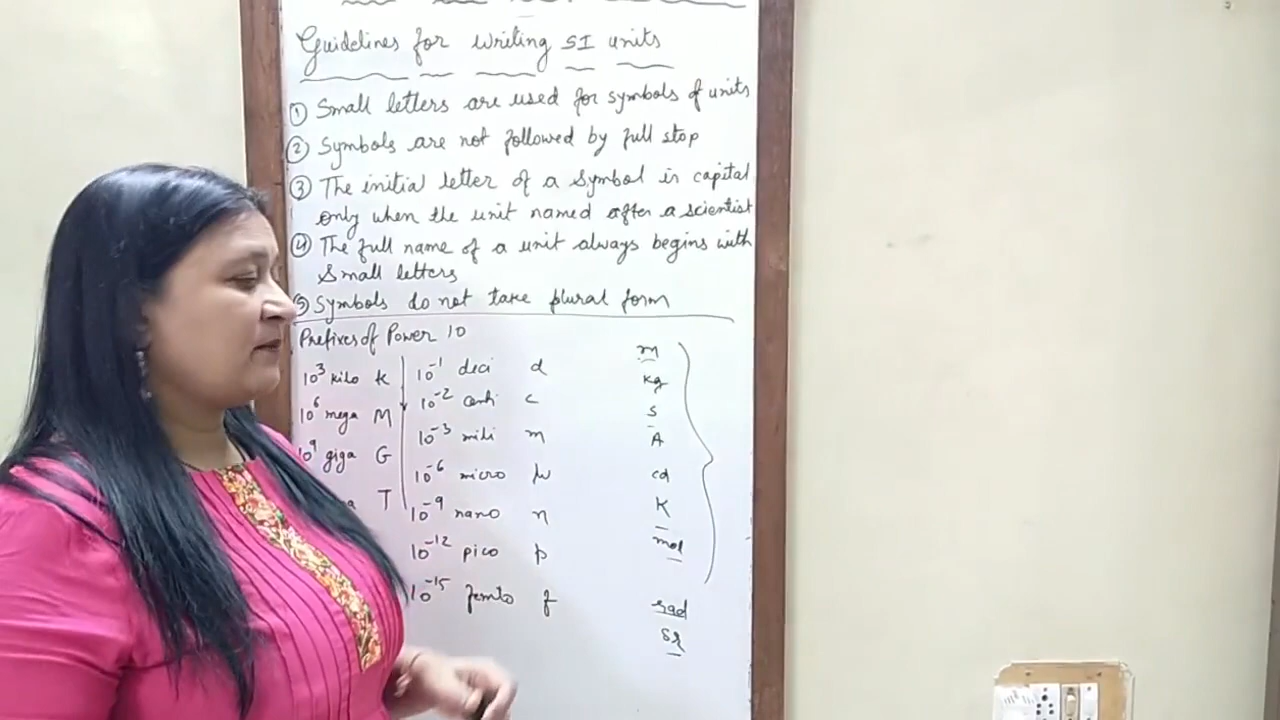 Guidelines for writing SI units
① Small letters are used for symbols of units
② Symbols are not followed by full stop
③ The initial letter of a symbol is capital
only when the unit named after a scientist
④ The full name of a unit always begins with
small letters
⑤ Symbols do not take plural form
Prefixes of Power 10
10³ kilo K
10⁶ mega M
10⁹ giga G
T
10⁻¹ deci d
10⁻² centi c
10⁻³ mili m
10⁻⁶ micro μ
10⁻⁹ nano n
10⁻¹² pico p
10⁻¹⁵ femto f
m
kg
s
A
cd
K
mol
rad
sr